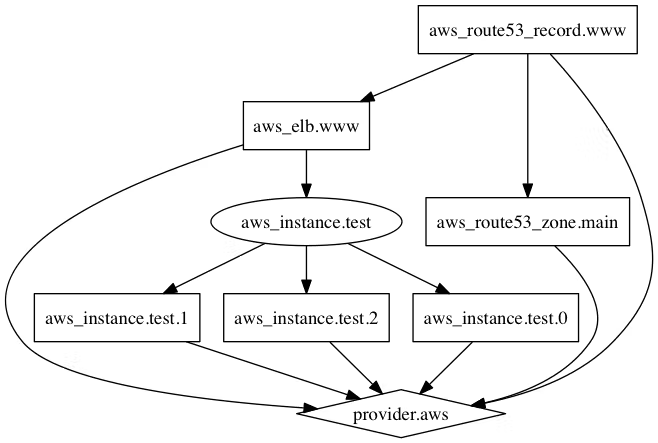 aws_route53_record.www
aws_elb.www
aws_instance.test
aws_route53_zone.main
aws_instance.test.1
aws_instance.test.2
aws_instance.test.0
provider.aws